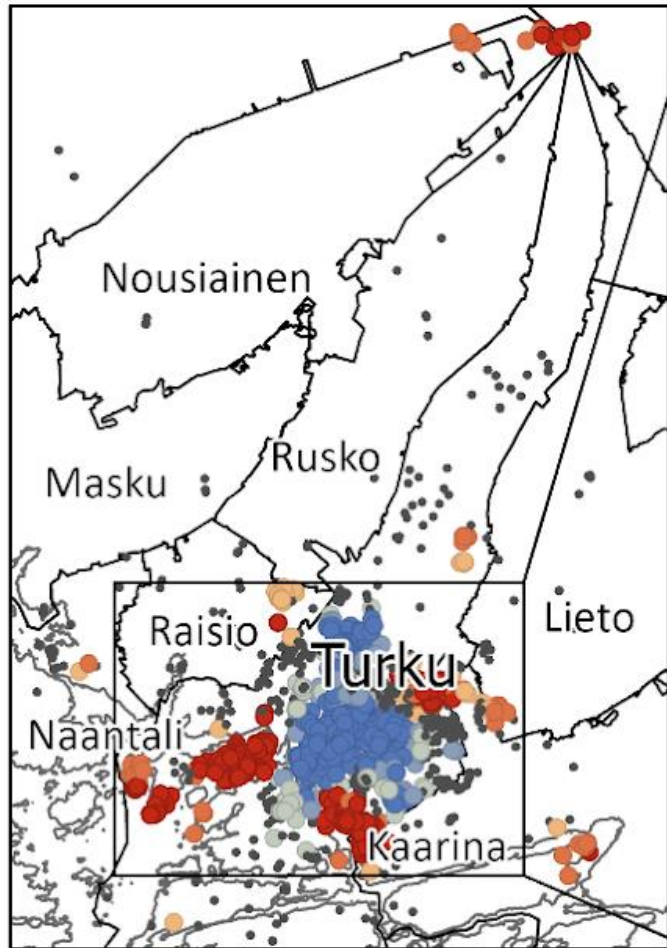 Nousiainen
Rusko
Masku
Lieto
Raisio
Turku
Naantali
Kaarina